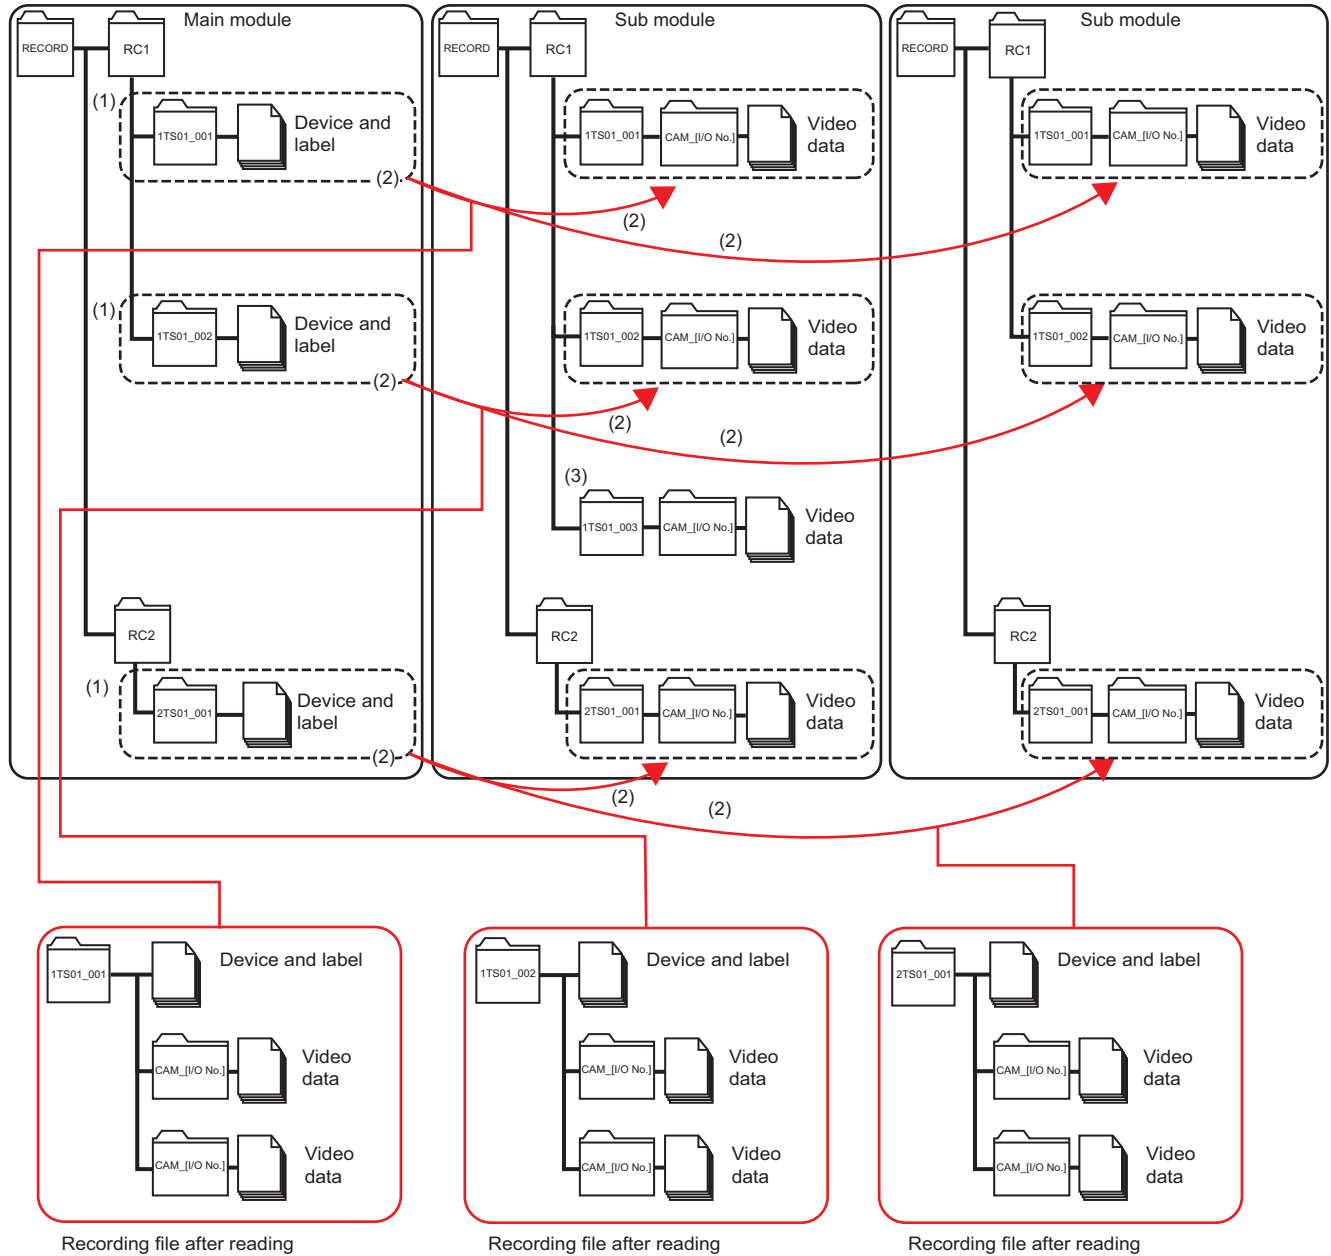 Main module
RECORD
RC1
(1)
1TS01_001
Device and
label
(2)
(1)
1TS01_002
Device and
label
(2)
RC2
(1)
2TS01_001
Device and
label
(2)
Sub module
RECORD
RC1
1TS01_001
CAM_[I/O No.]
Video
data
(2)
(2)
1TS01_002
CAM_[I/O No.]
Video
data
(2)
(2)
(3)
1TS01_003
CAM_[I/O No.]
Video
data
RC2
2TS01_001
CAM_[I/O No.]
Video
data
(2)
(2)
Sub module
RECORD
RC1
1TS01_001
CAM_[I/O No.]
Video
data
1TS01_002
CAM_[I/O No.]
Video
data
RC2
2TS01_001
CAM_[I/O No.]
Video
data
1TS01_001
Device and label
CAM_[I/O No.]
Video
data
CAM_[I/O No.]
Video
data
Recording file after reading
1TS01_002
Device and label
CAM_[I/O No.]
Video
data
CAM_[I/O No.]
Video
data
Recording file after reading
2TS01_001
Device and label
CAM_[I/O No.]
Video
data
CAM_[I/O No.]
Video
data
Recording file after reading